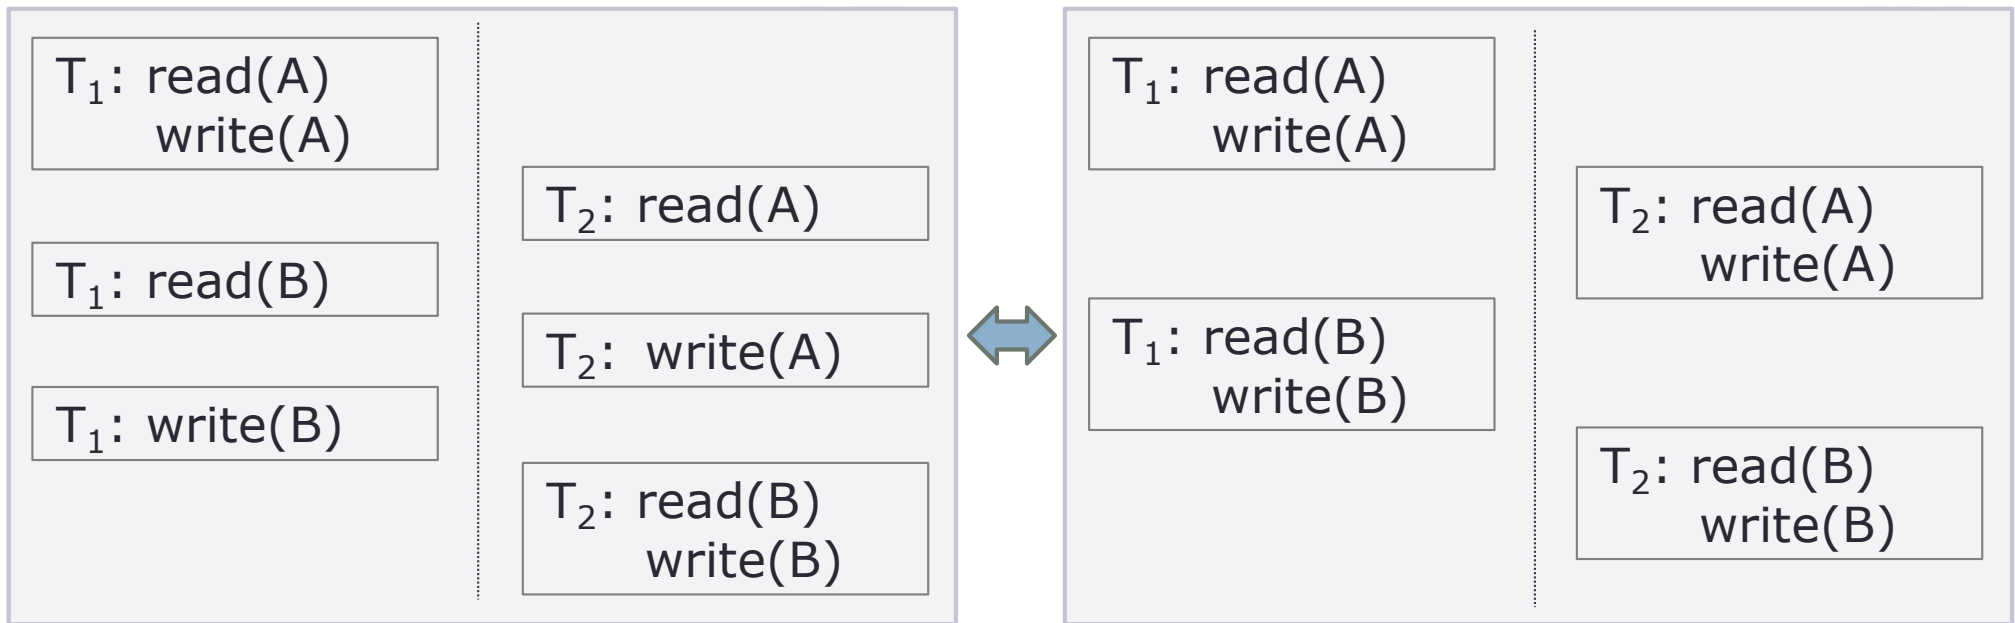 T₁: read(A)
write(A)
T₂: read(A)
T₁: read(B)
T₂: write(A)
T₁: write(B)
T₂: read(B)
write(B)
T₁: read(A)
write(A)
T₂: read(A)
write(A)
T₁: read(B)
write(B)
T₂: read(B)
write(B)